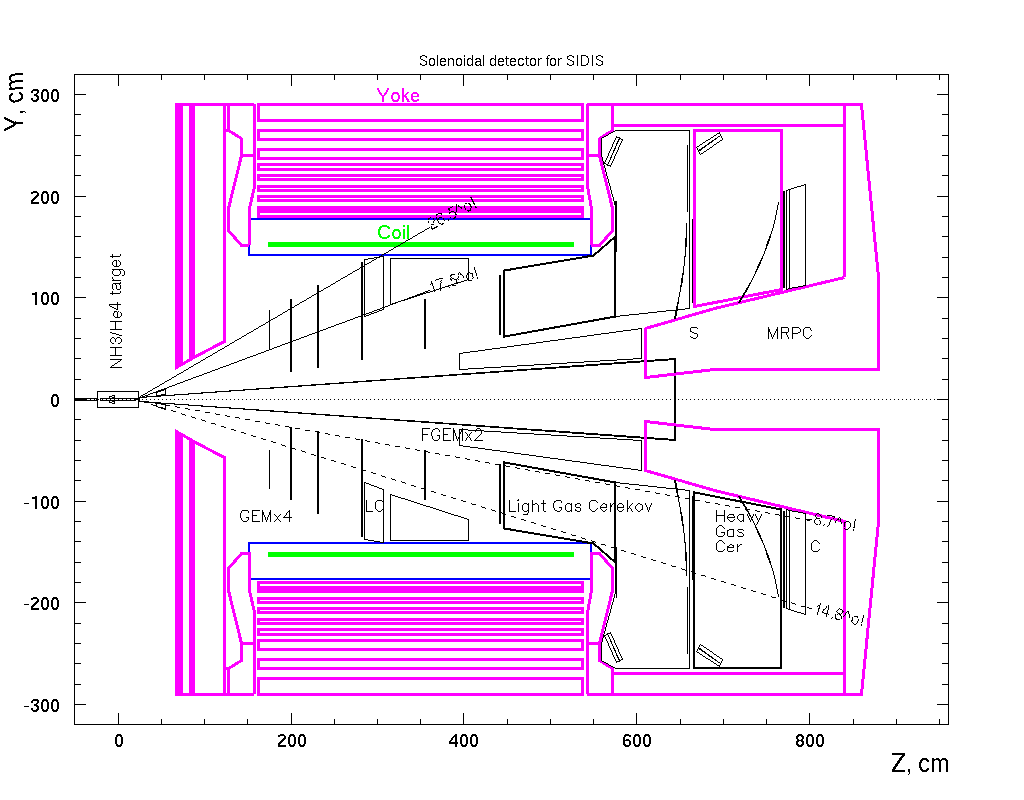 Solenoidal detector for SIDIS
Y, cm
300
200
100
0
-100
-200
-300
Yoke
Coil
26.5^ol
17.5^ol
NH3/He4 target
S
MRPC
FGEMx2
GEMx4
LC
Light Gas Cerekov
Heavy
Gas
Cer
C
8.7^ol
14.8^ol
0
200
400
600
800
Z, cm